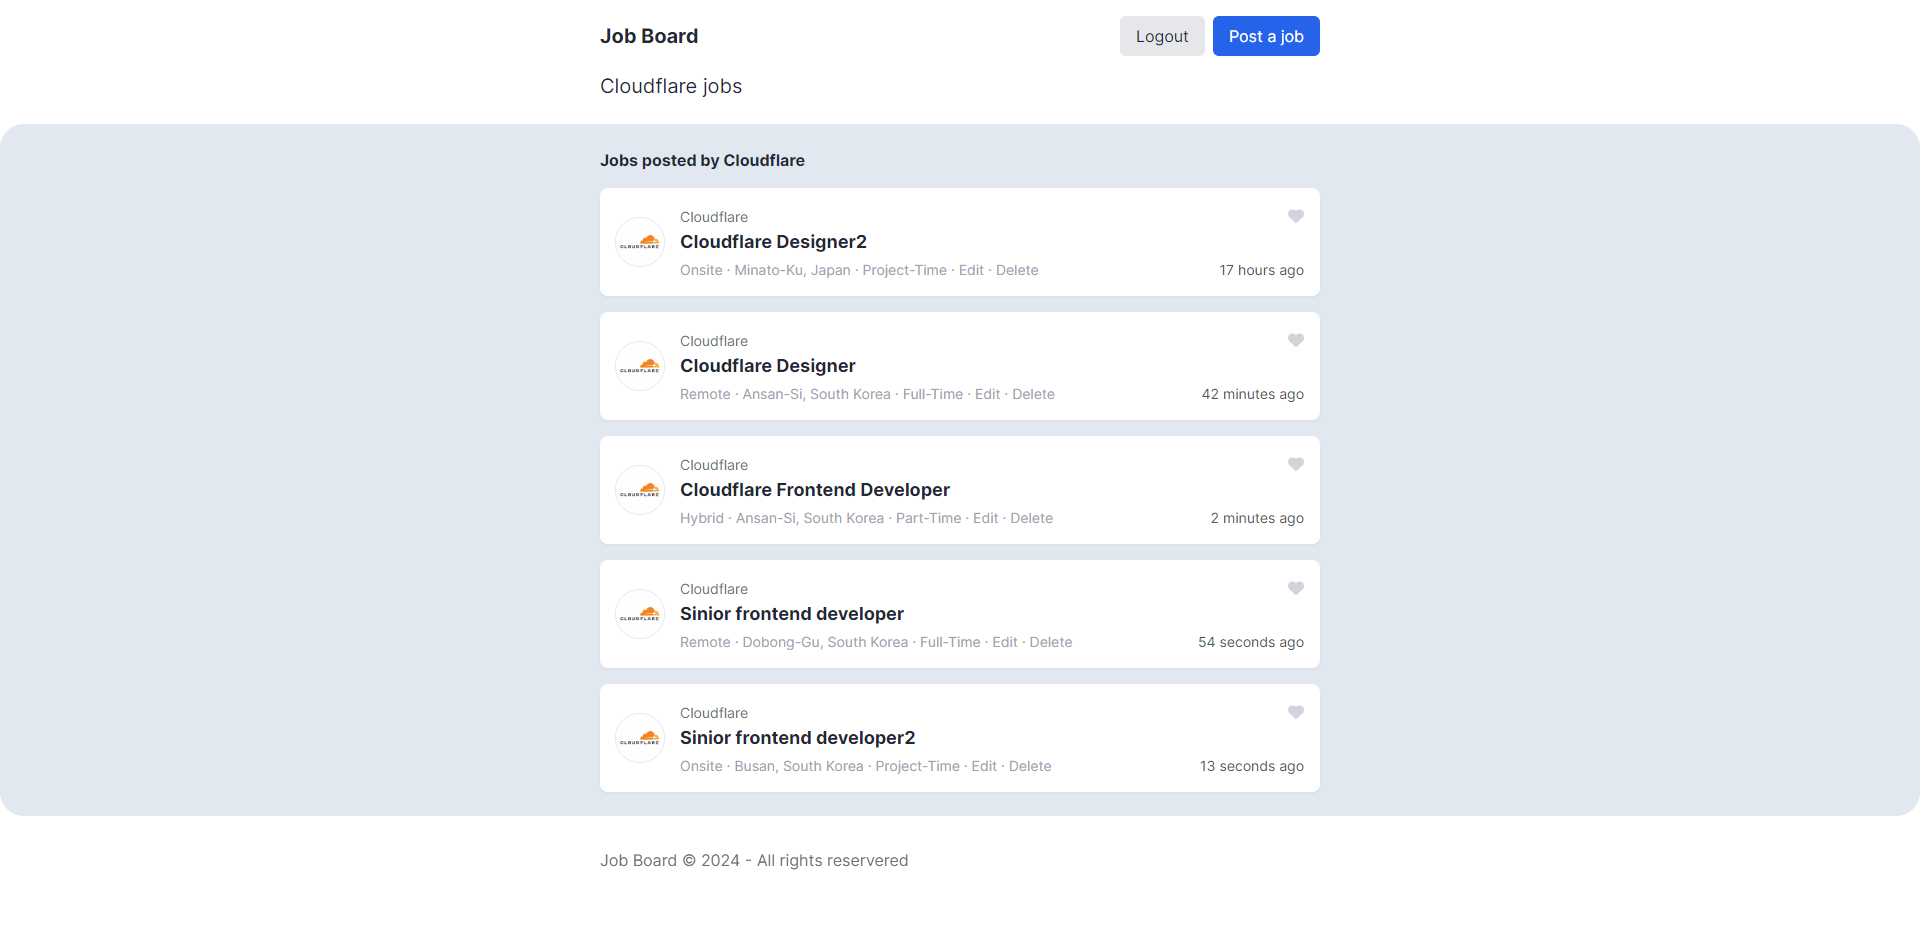 Job Board
Logout
Post a job
Cloudflare jobs
Jobs posted by Cloudflare
CLOUDFLARE
Cloudflare
Cloudflare Designer2
Onsite · Minato-Ku, Japan · Project-Time · Edit · Delete
17 hours ago
CLOUDFLARE
Cloudflare
Cloudflare Designer
Remote · Ansan-Si, South Korea · Full-Time · Edit · Delete
42 minutes ago
CLOUDFLARE
Cloudflare
Cloudflare Frontend Developer
Hybrid · Ansan-Si, South Korea · Part-Time · Edit · Delete
2 minutes ago
CLOUDFLARE
Cloudflare
Sinior frontend developer
Remote · Dobong-Gu, South Korea · Full-Time · Edit · Delete
54 seconds ago
CLOUDFLARE
Cloudflare
Sinior frontend developer2
Onsite · Busan, South Korea · Project-Time · Edit · Delete
13 seconds ago
Job Board © 2024 - All rights reservered